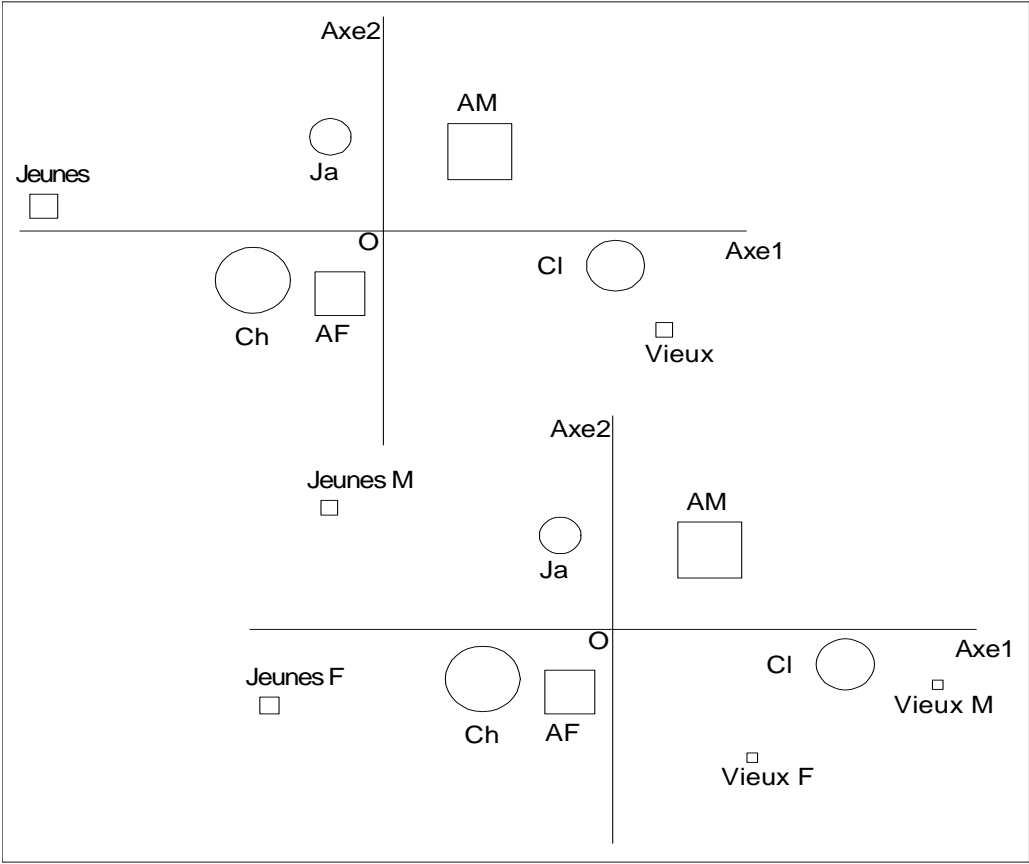 Axe2
AM
Ja
Jeunes
O
Axe1
Cl
Ch
AF
Vieux
Axe2
Jeunes M
AM
Ja
O
Axe1
Cl
Jeunes F
Vieux M
Ch
AF
Vieux F